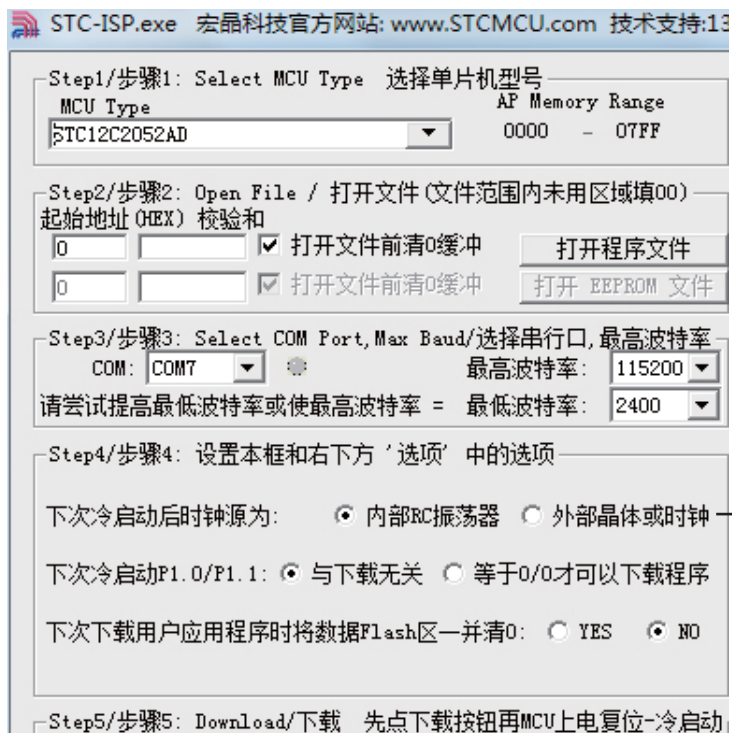 STC-ISP.exe 宏晶科技官方网站: www.STCMCU.com 技术支持:13
Step1/步骤1: Select MCU Type 选择单片机型号
MCU Type AP Memory Range
STC12C2052AD 0000 - 07FF
Step2/步骤2: Open File / 打开文件(文件范围内未用区域填00)
起始地址(HEX) 校验和
0 打开文件前清0缓冲 打开程序文件
0 打开文件前清0缓冲 打开 EEPROM 文件
Step3/步骤3: Select COM Port,Max Baud/选择串行口,最高波特率
COM: COM7 最高波特率: 115200
请尝试提高最低波特率或使最高波特率 = 最低波特率: 2400
Step4/步骤4: 设置本框和右下方 '选项' 中的选项
下次冷启动后时钟源为: 内部RC振荡器 外部晶体或时钟
下次冷启动P1.0/P1.1: 与下载无关 等于0/0才可以下载程序
下次下载用户应用程序时将数据Flash区一并清0: YES NO
Step5/步骤5: Download/下载 先点下载按钮再MCU上电复位-冷启动